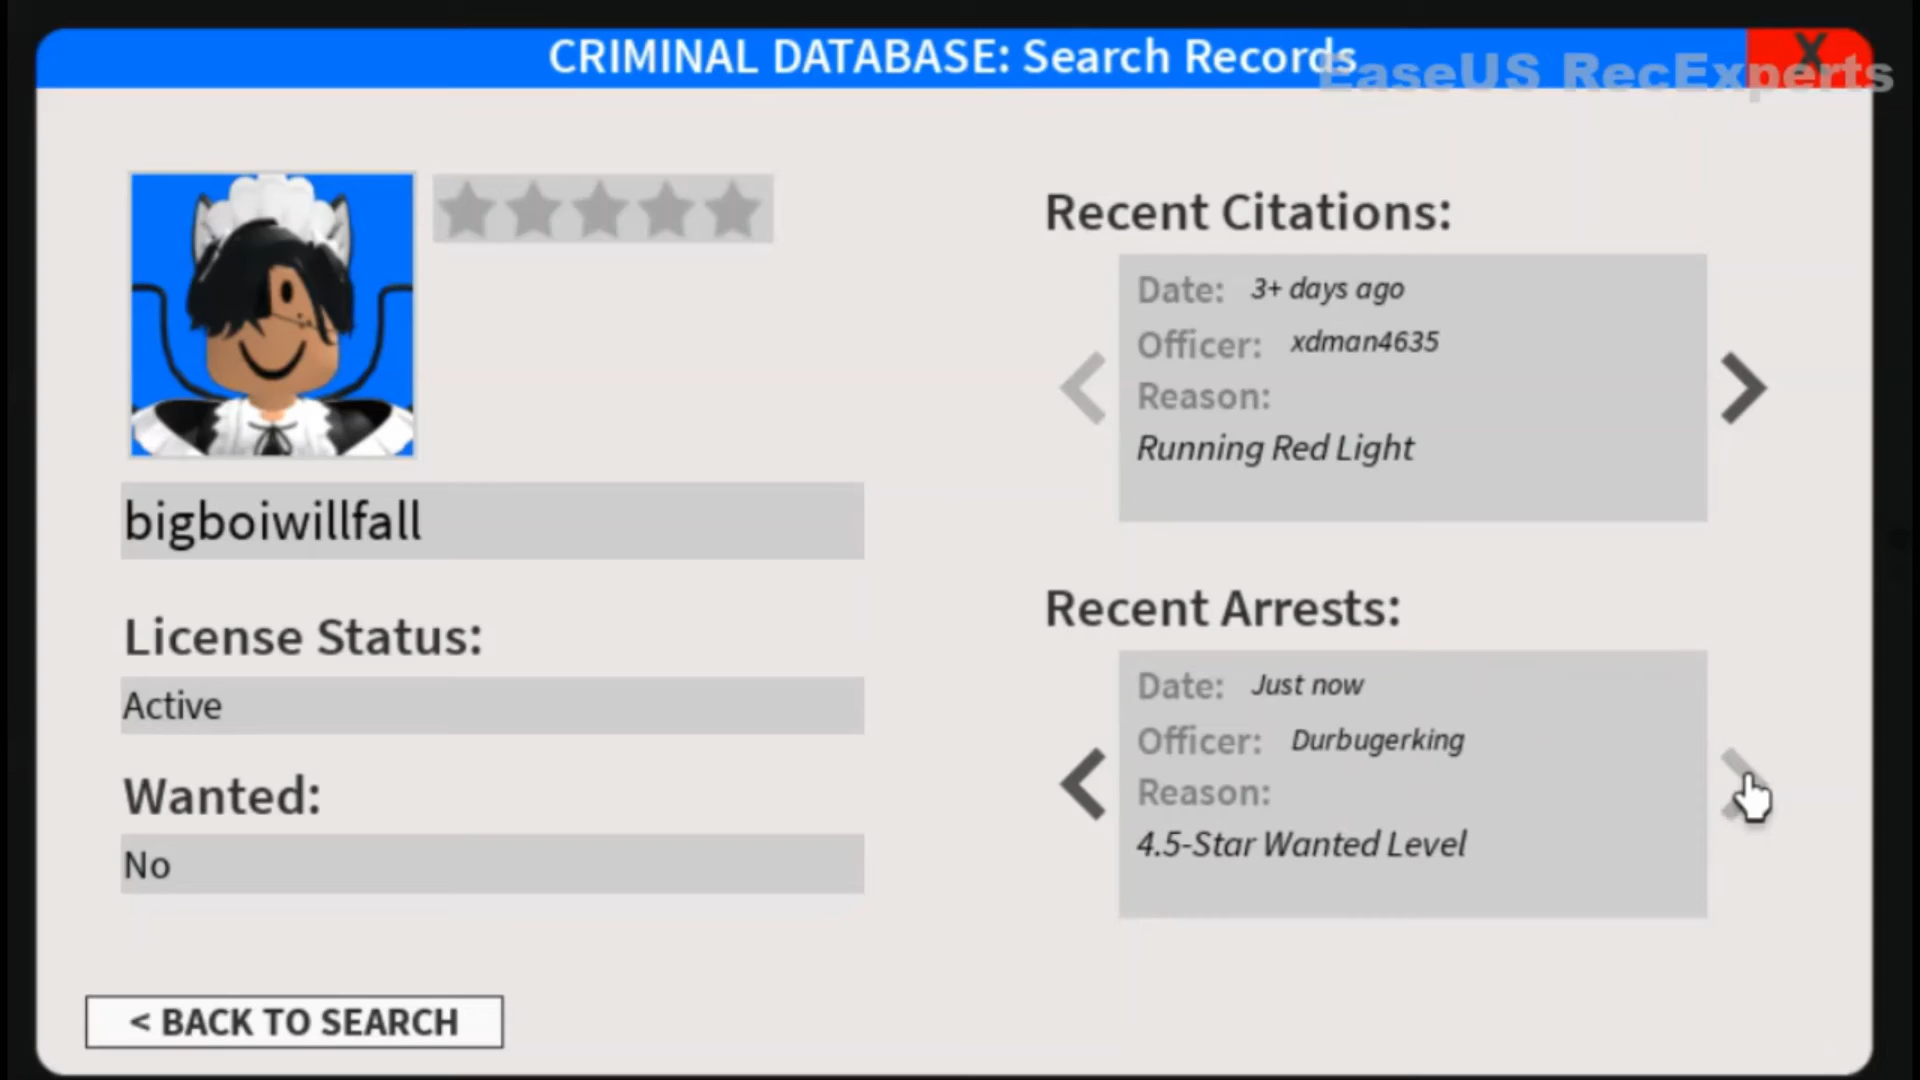 CRIMINAL DATABASE: Search Records
X
EaseUS RecExperts
bigboiwillfall
License Status:
Active
Wanted:
No
< BACK TO SEARCH
Recent Citations:
Date: 3+ days ago
Officer: xdman4635
Reason:
Running Red Light
Recent Arrests:
Date: Just now
Officer: Durbugerking
Reason:
4.5-Star Wanted Level